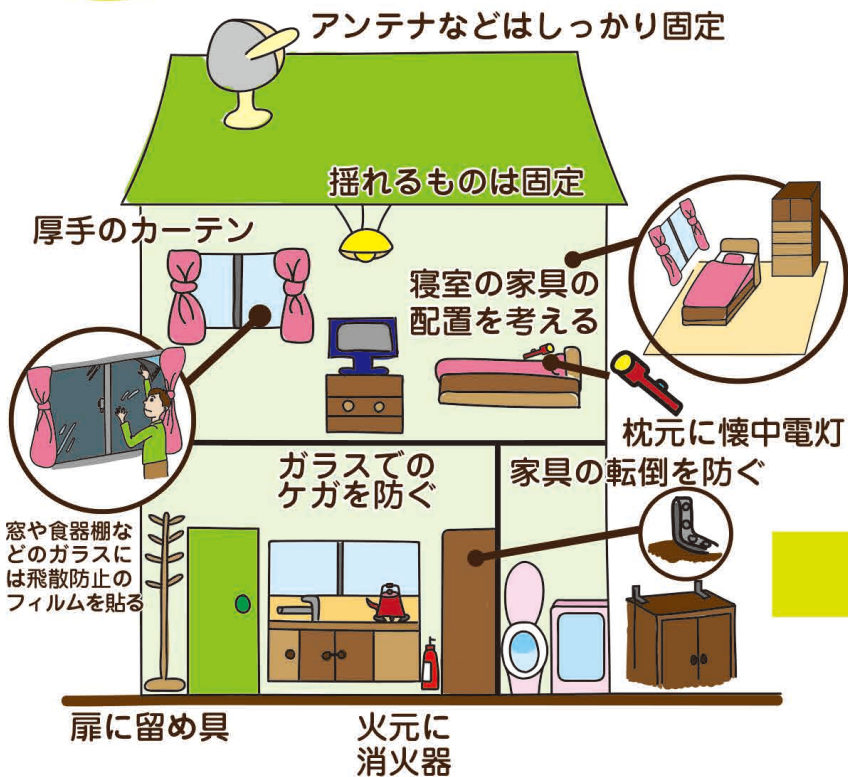 アンテナなどはしっかり固定
揺れるものは固定
厚手のカーテン
寝室の家具の
配置を考える
枕元に懐中電灯
ガラスでの
ケガを防ぐ
家具の転倒を防ぐ
窓や食器棚な
どのガラスに
は飛散防止の
フィルムを貼る
扉に留め具
火元に
消火器